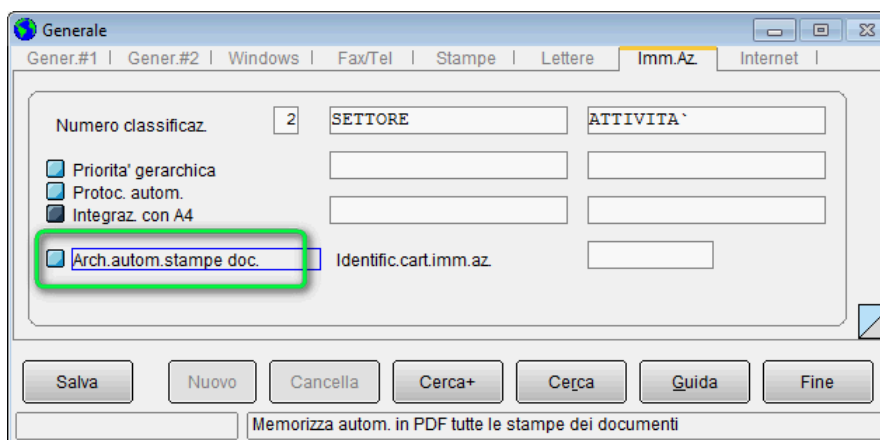 Generale
Gener.#1 | Gener.#2 | Windows | Fax/Tel | Stampe | Lettere Imm.Az. Internet |
Numero classificaz. 2 SETTORE ATTIVITA`
Priorita' gerarchica
Protoc. autom.
Integraz. con A4
Arch.autom.stampe doc. Identific.cart.imm.az.
Salva Nuovo Cancella Cerca+ Cerca Guida Fine
Memorizza autom. in PDF tutte le stampe dei documenti